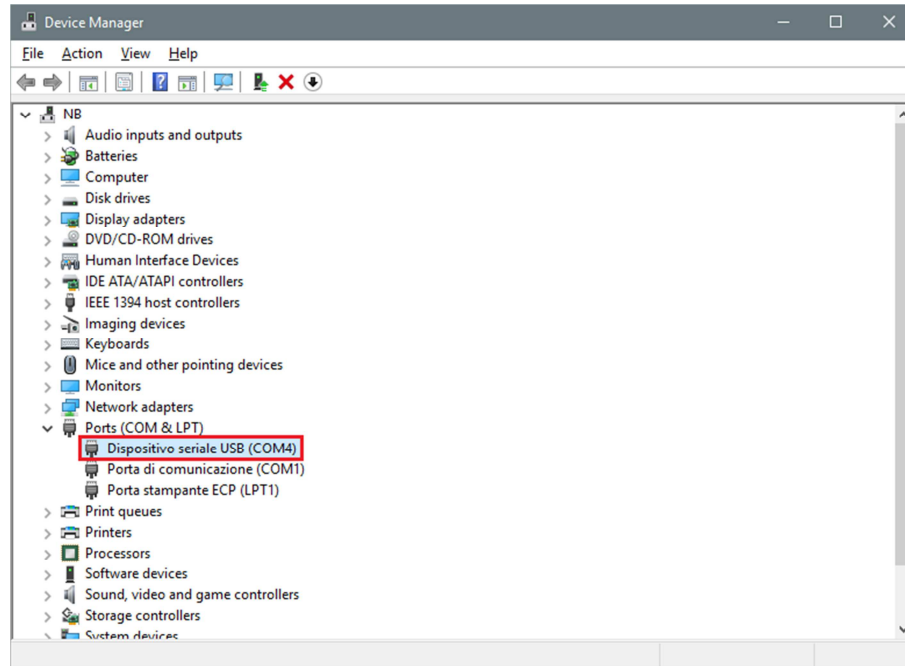 Device Manager
File Action View Help
NB
Audio inputs and outputs
Batteries
Computer
Disk drives
Display adapters
DVD/CD-ROM drives
Human Interface Devices
IDE ATA/ATAPI controllers
IEEE 1394 host controllers
Imaging devices
Keyboards
Mice and other pointing devices
Monitors
Network adapters
Ports (COM & LPT)
Dispositivo seriale USB (COM4)
Porta di comunicazione (COM1)
Porta stampante ECP (LPT1)
Print queues
Printers
Processors
Software devices
Sound, video and game controllers
Storage controllers
System devices